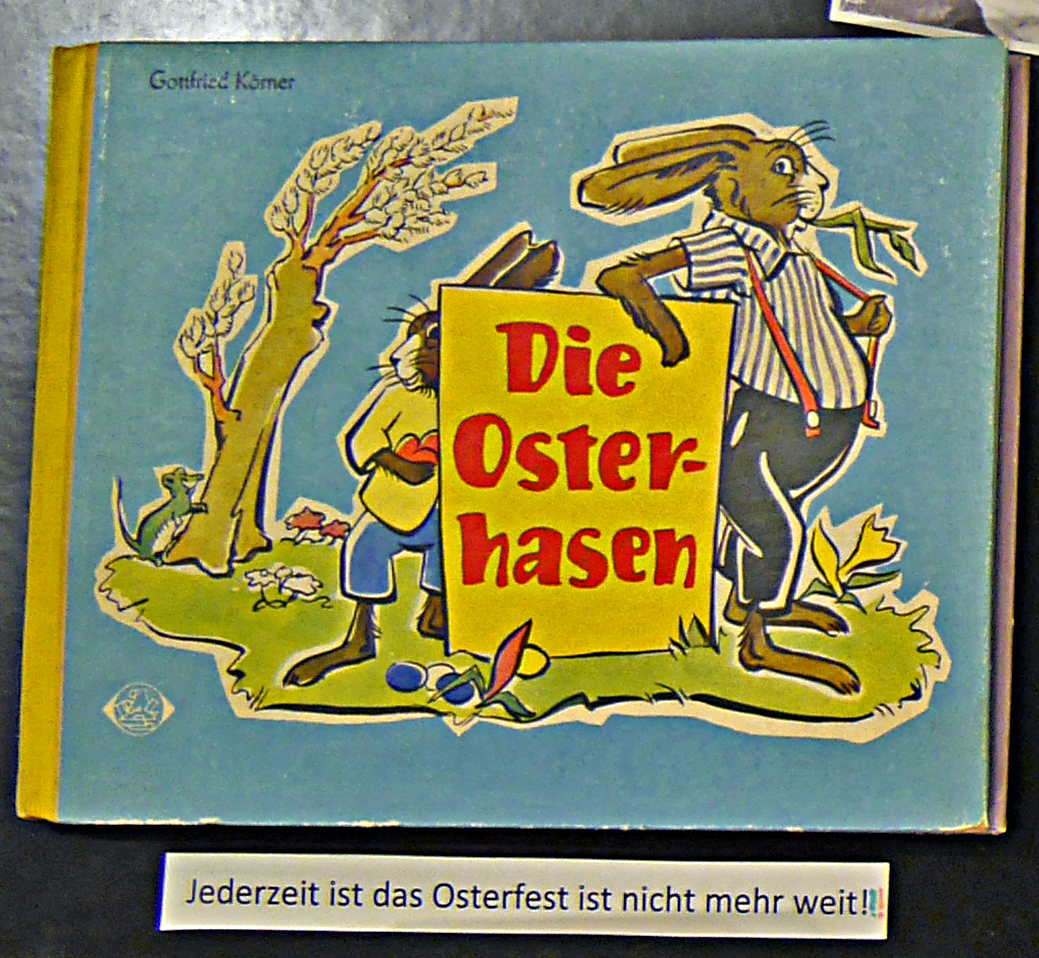 Gottfried Körner
Die
Oster-
hasen
Jederzeit ist das Osterfest ist nicht mehr weit!!!